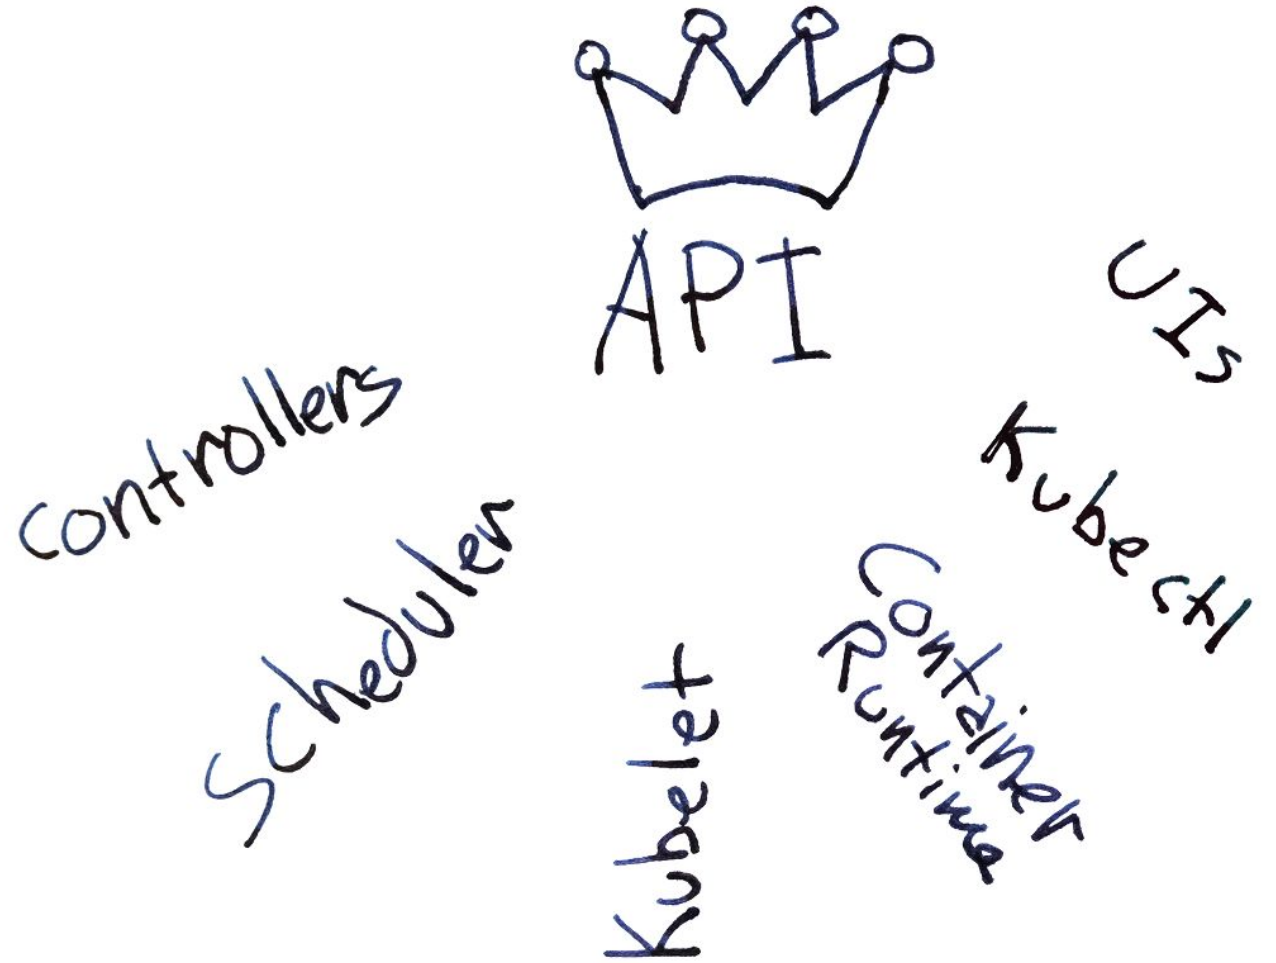 API
UIs
Controllers
Kubectl
Scheduler
Container
Runtime
Kubelet